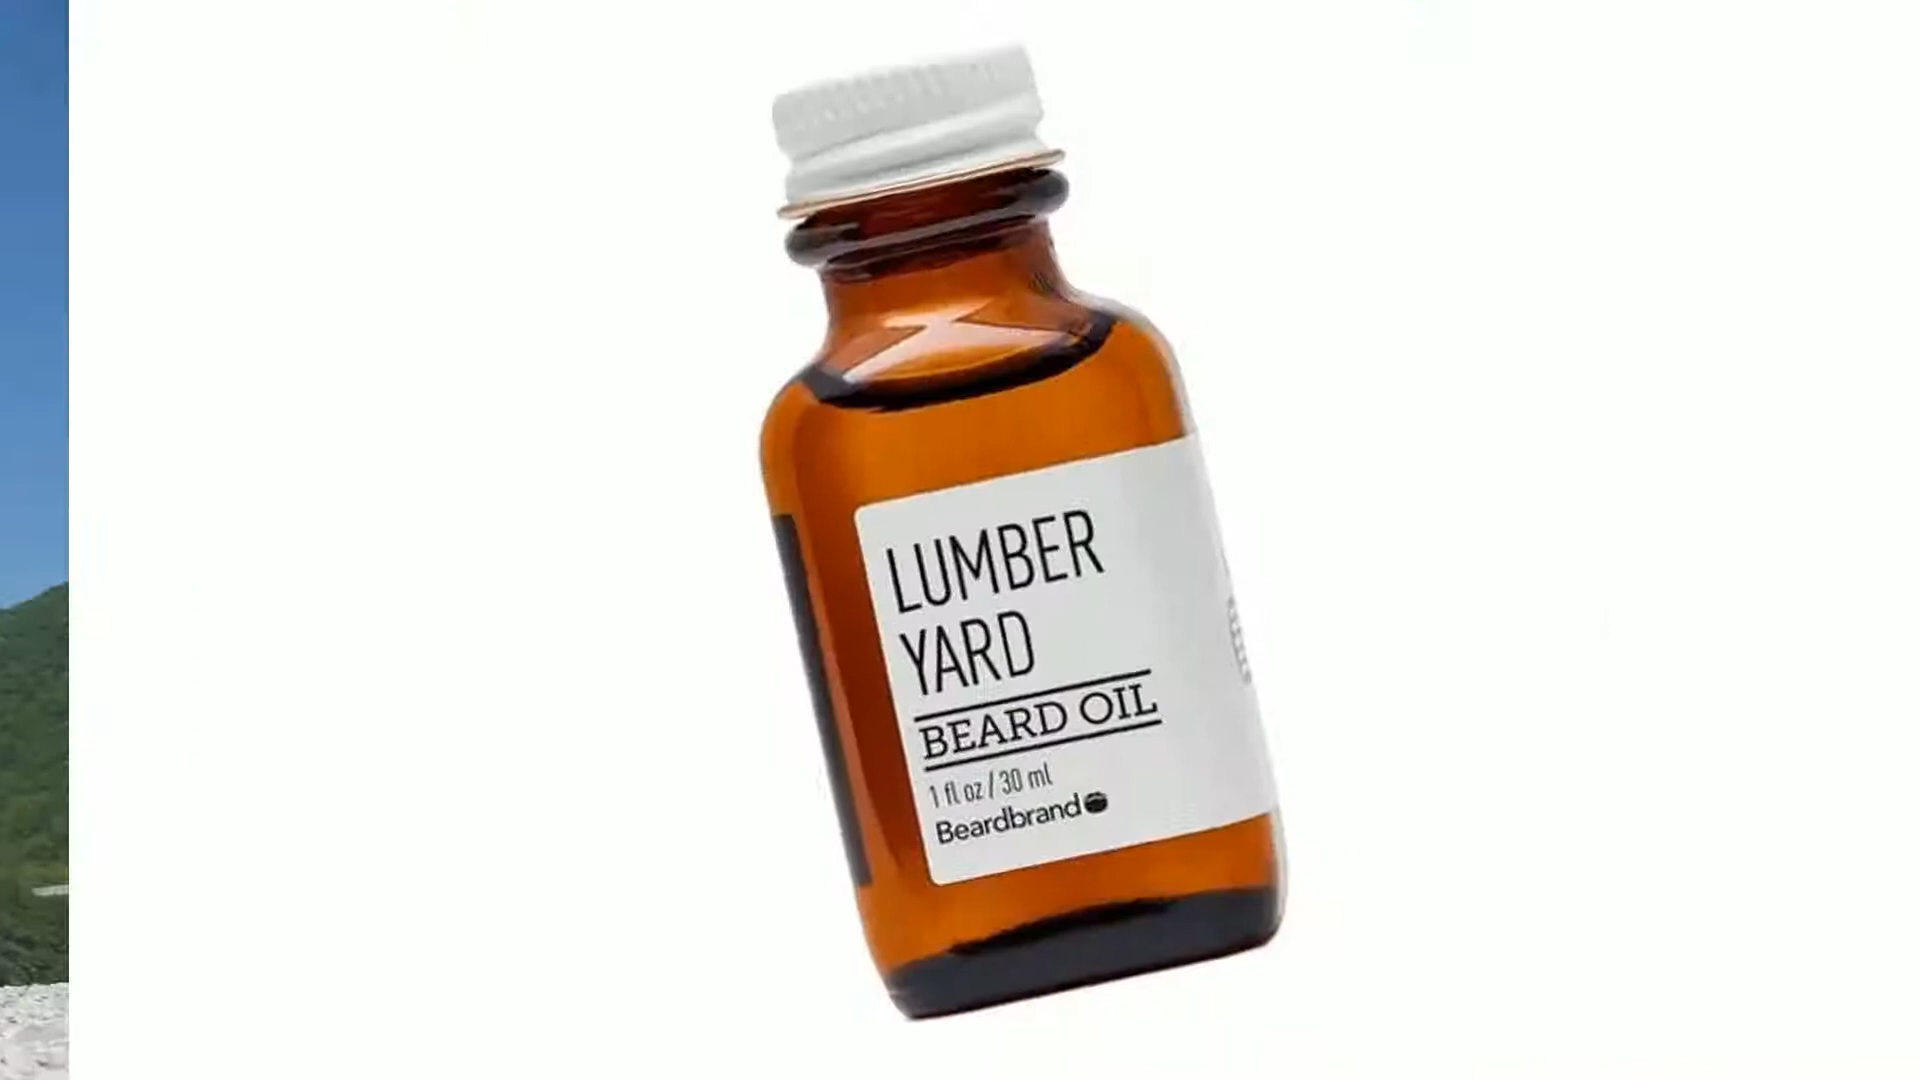 LUMBER
YARD
BEARD OIL
1 fl oz / 30 ml
Beardbrand